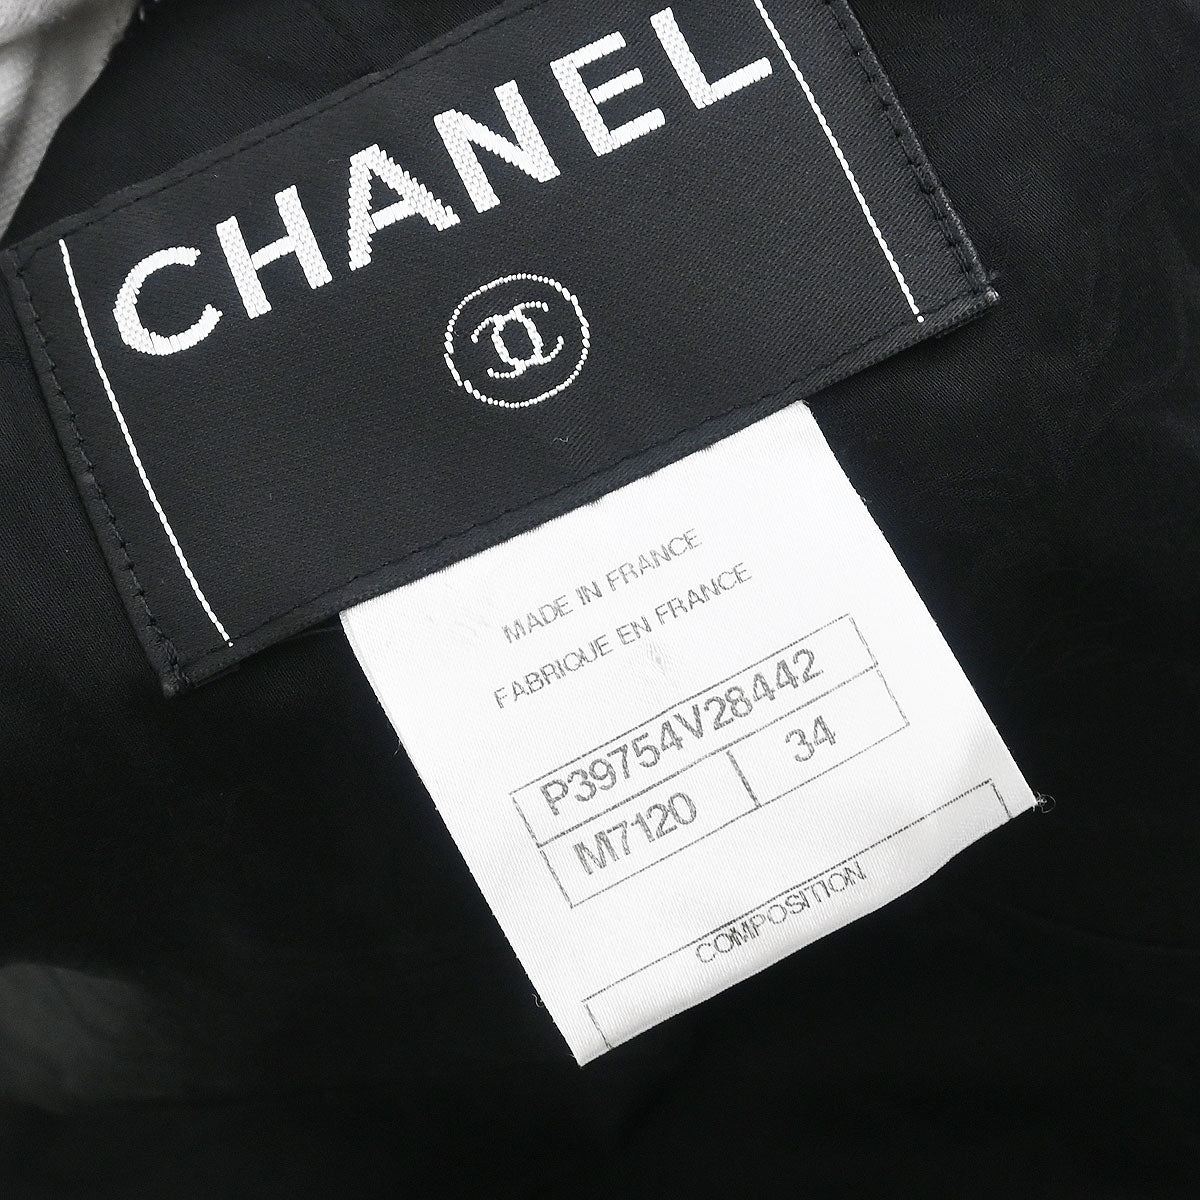 CHANEL
MADE IN FRANCE
FABRIQUE EN FRANCE
P39754V28442
M7120 34
COMPOSITION